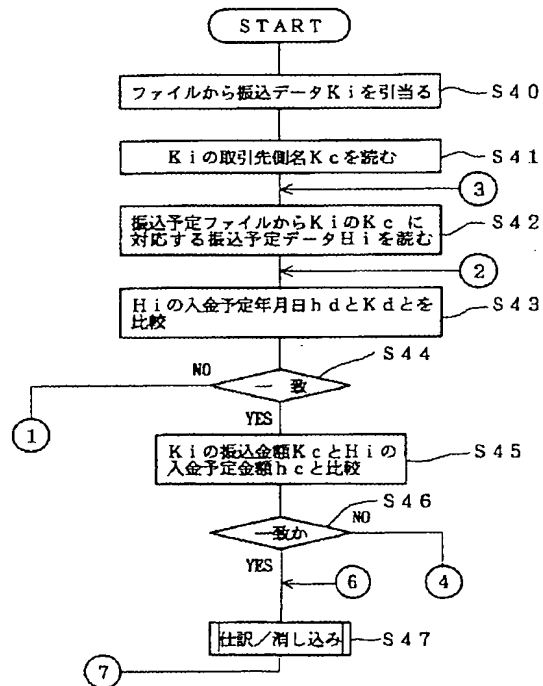 START
ファイルから振込データKiを引当る
S40
Kiの取引先側名Kcを読む
S41
3
振込予定ファイルからKiのKcに
対応する振込予定データHiを読む
S42
2
Hiの入金予定年月日hdとKdとを
比較
S43
S44
NO
一 致
1
YES
Kiの振込金額KcとHiの
入金予定金額hcと比較
S45
S46
一致か
NO
YES
6
4
仕訳/消し込み
S47
7